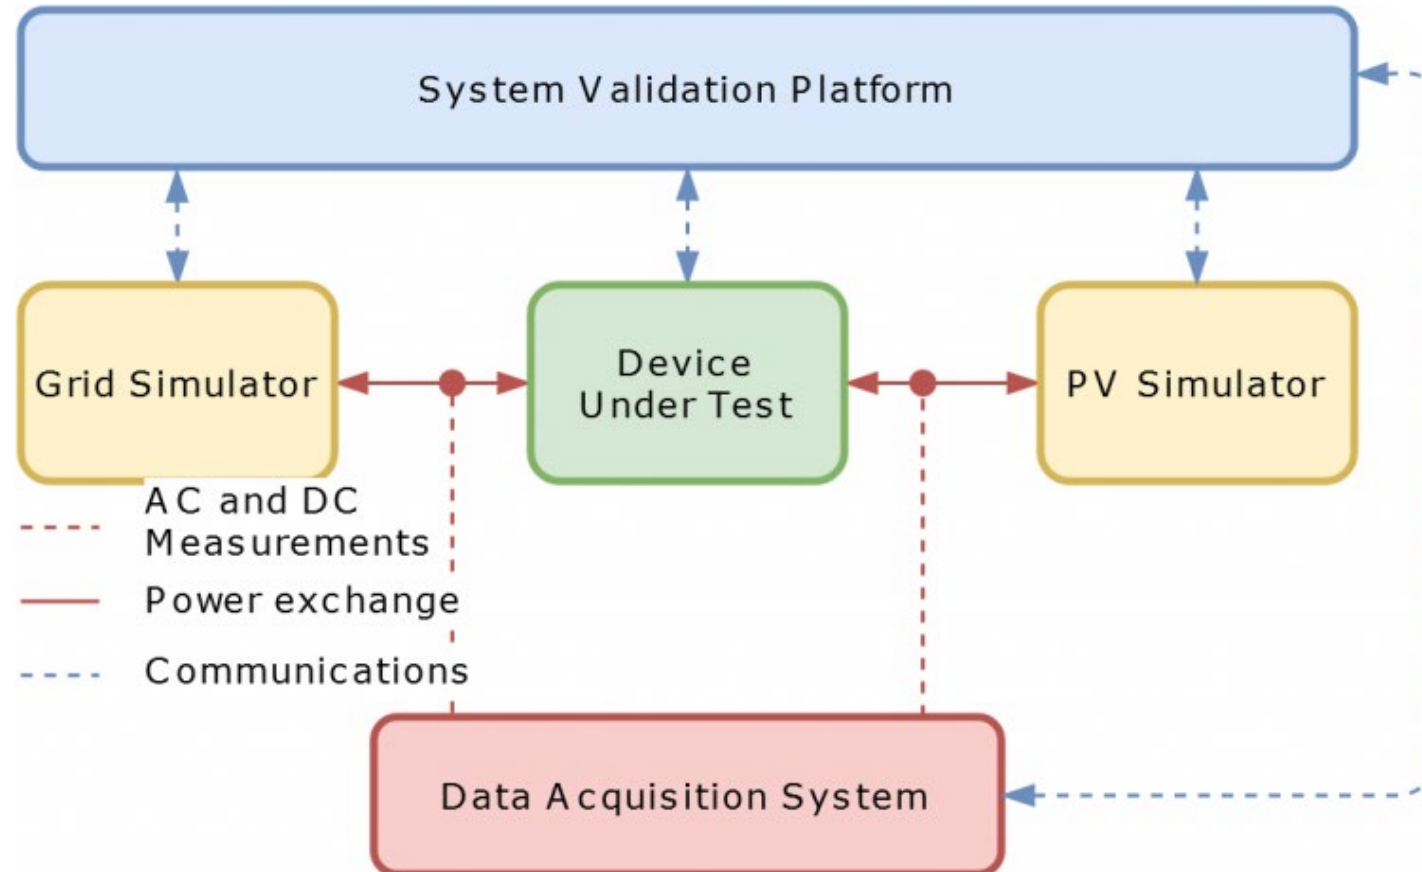 System Validation Platform
Grid Simulator
Device
Under Test
PV Simulator
AC and DC
Measurements
Power exchange
Communications
Data Acquisition System